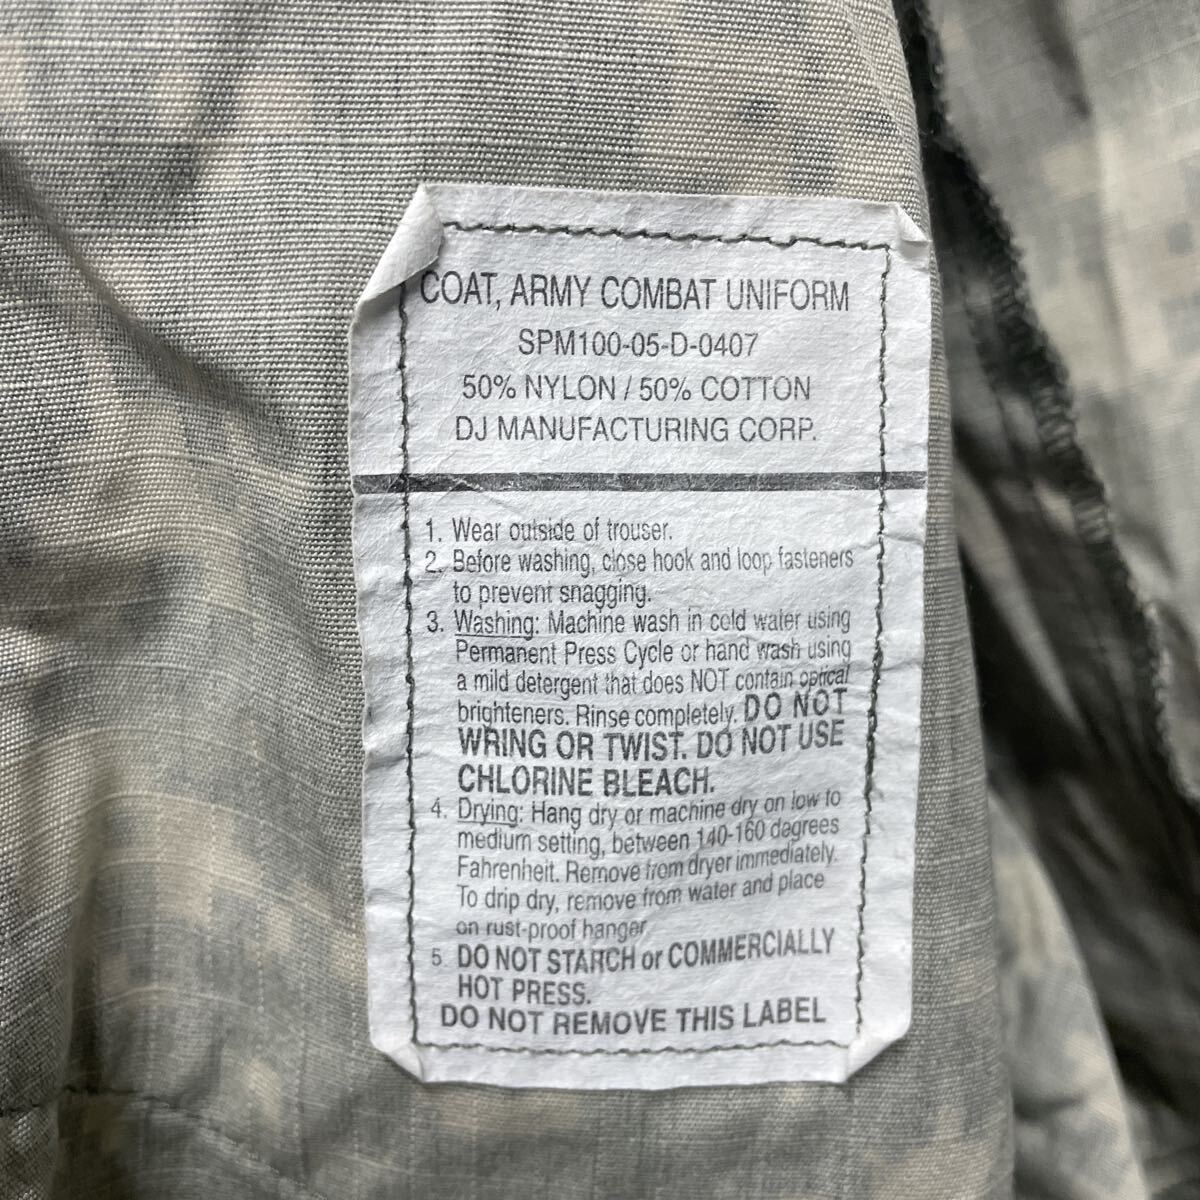 COAT, ARMY COMBAT UNIFORM
SPM100-05-D-0407
50% NYLON / 50% COTTON
DJ MANUFACTURING CORP.
1. Wear outside of trouser.
2. Before washing, close hook and loop fasteners
to prevent snagging.
3. Washing: Machine wash in cold water using
Permanent Press Cycle or hand wash using
a mild detergent that does NOT contain optical
brighteners. Rinse completely. DO NOT
WRING OR TWIST. DO NOT USE
CHLORINE BLEACH.
4. Drying: Hang dry or machine dry on low to
medium setting, between 140-160 degrees
Fahrenheit. Remove from dryer immediately.
To drip dry, remove from water and place
on rust-proof hanger.
5. DO NOT STARCH or COMMERCIALLY
HOT PRESS.
DO NOT REMOVE THIS LABEL